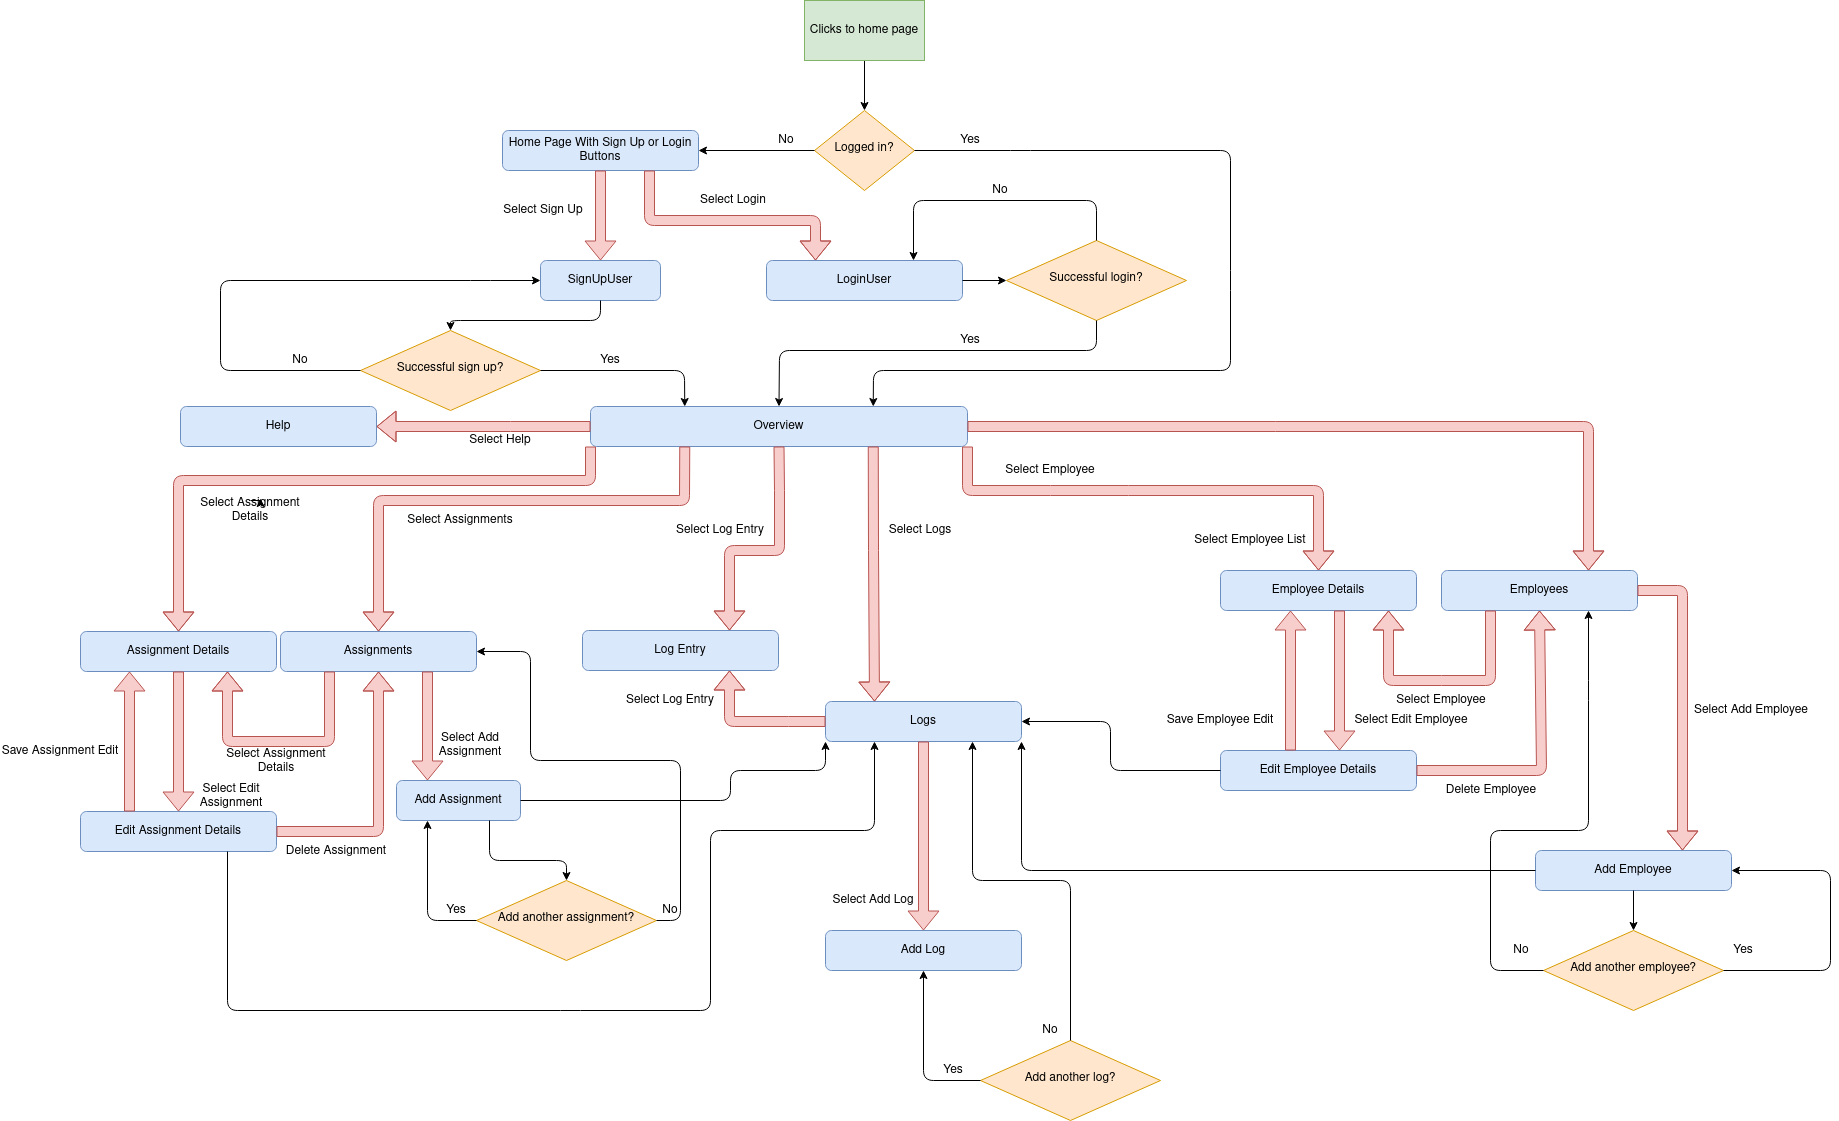 Clicks to home page
Logged in?
No
Yes
Home Page With Sign Up or Login
Buttons
Select Sign Up
Select Login
No
SignUpUser
LoginUser
Successful login?
Yes
No
Successful sign up?
Yes
Help
Select Help
Overview
Select Employee
Select Assignment
Details
Select Assignments
Select Log Entry
Select Logs
Select Employee List
Employee Details
Employees
Assignment Details
Assignments
Log Entry
Select Log Entry
Logs
Select Employee
Save Employee Edit
Select Edit Employee
Select Add Employee
Save Assignment Edit
Select Assignment
Details
Select Add
Assignment
Edit Employee Details
Delete Employee
Select Edit
Assignment
Add Assignment
Edit Assignment Details
Delete Assignment
Add Employee
Yes
Add another assignment?
No
Select Add Log
Add Log
No
Add another employee?
Yes
No
Yes
Add another log?